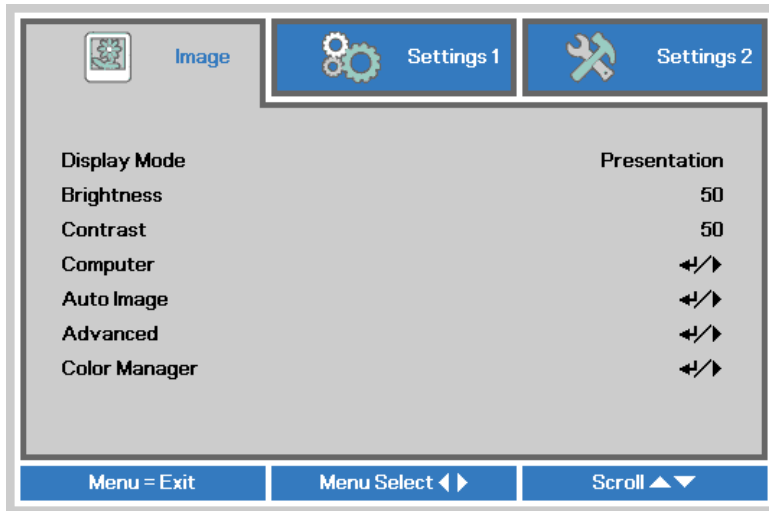 Image Settings 1 Settings 2
Display Mode Presentation
Brightness 50
Contrast 50
Computer ↵/▶
Auto Image ↵/▶
Advanced ↵/▶
Color Manager ↵/▶
Menu = Exit Menu Select ◀ ▶ Scroll ▲▼